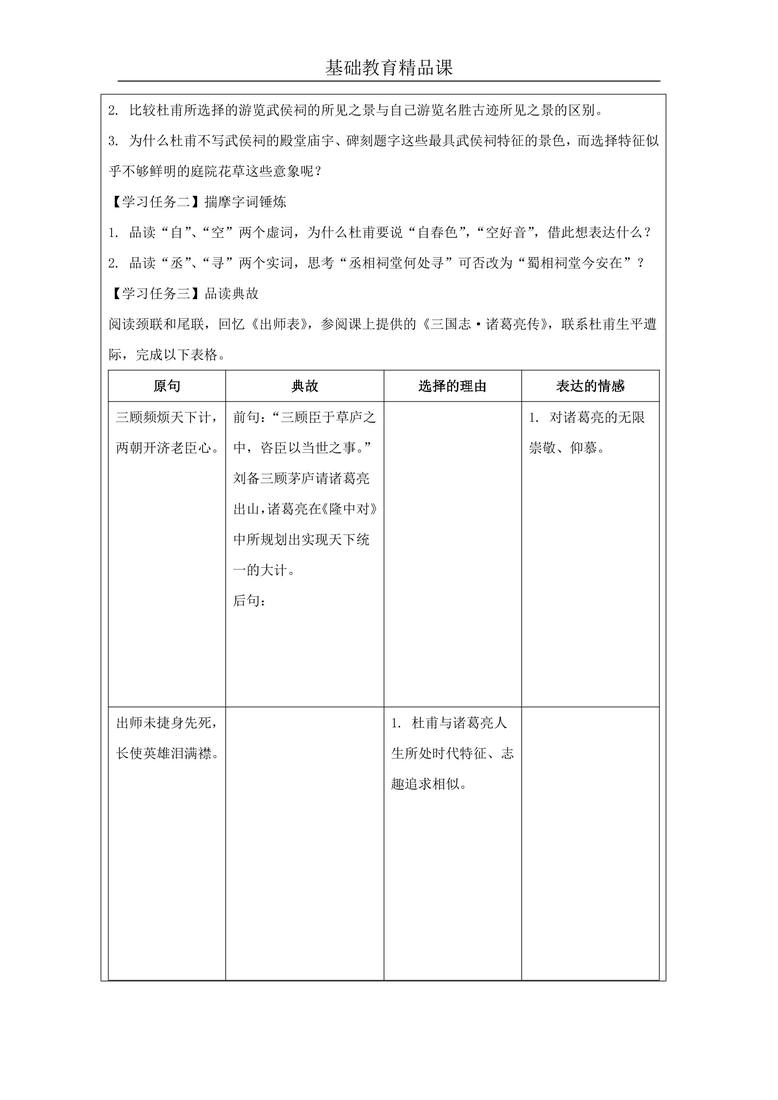 基础教育精品课
2. 比较杜甫所选择的游览武侯祠的所见之景与自己游览名胜古迹所见之景的区别。
3. 为什么杜甫不写武侯祠的殿堂庙宇、碑刻题字这些最具武侯祠特征的景色，而选择特征似
乎不够鲜明的庭院花草这些意象呢？
【学习任务二】揣摩字词锤炼
1. 品读“自”、“空”两个虚词，为什么杜甫要说“自春色”，“空好音”，借此想表达什么？
2. 品读“丞”、“寻”两个实词，思考“丞相祠堂何处寻”可否改为“蜀相祠堂今安在”？
【学习任务三】品读典故
阅读颈联和尾联，回忆《出师表》，参阅课上提供的《三国志·诸葛亮传》，联系杜甫生平遭
际，完成以下表格。
原句 典故 选择的理由 表达的情感
三顾频烦天下计，
两朝开济老臣心。
前句：“三顾臣于草庐之
中，咨臣以当世之事。”
刘备三顾茅庐请诸葛亮
出山，诸葛亮在《隆中对》
中所规划出实现天下统
一的大计。
后句：
1. 对诸葛亮的无限
崇敬、仰慕。
出师未捷身先死，
长使英雄泪满襟。
1. 杜甫与诸葛亮人
生所处时代特征、志
趣追求相似。